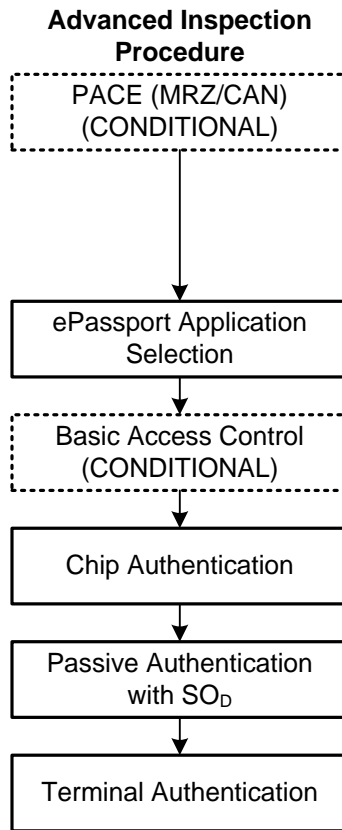 Advanced Inspection
Procedure
PACE (MRZ/CAN)
(CONDITIONAL)
ePassport Application
Selection
Basic Access Control
(CONDITIONAL)
Chip Authentication
Passive Authentication
with SO_D
Terminal Authentication